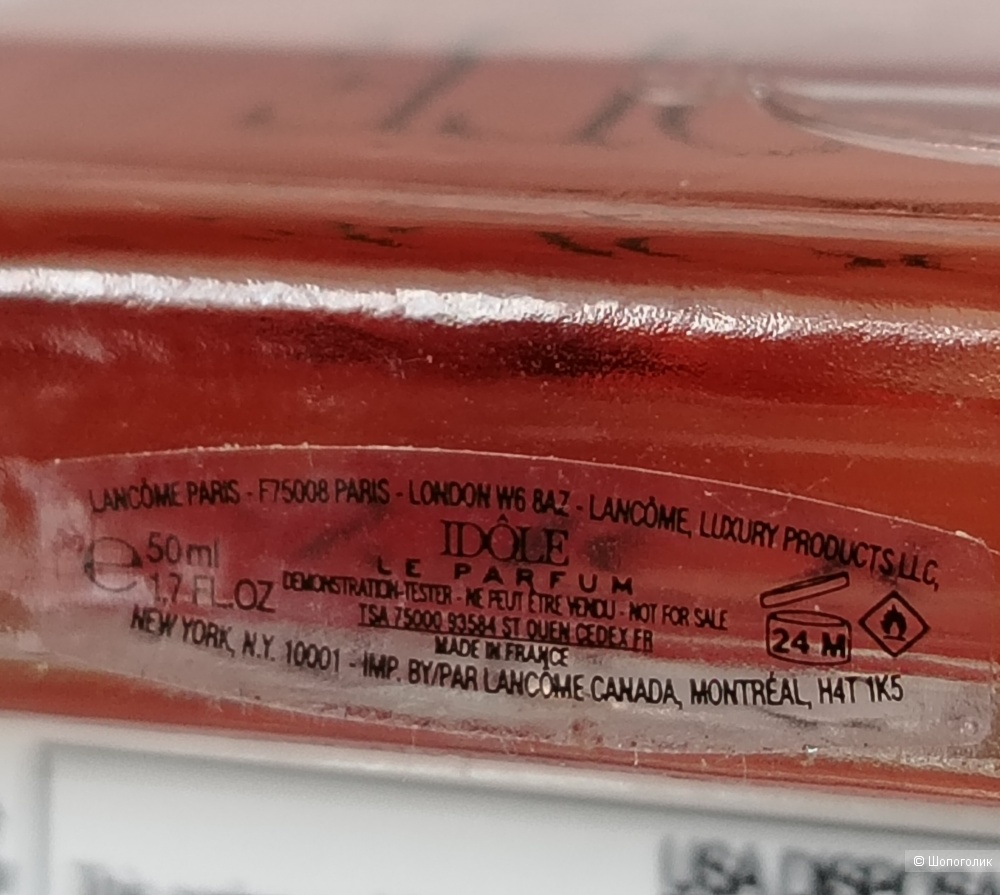 LANCÔME PARIS - F75008 PARIS - LONDON W6 8AZ - LANCÔME, LUXURY PRODUCTS LLC,
IDÔLE
LE PARFUM
e 50 ml
1.7 FL.OZ
DEMONSTRATION-TESTER - NE PEUT ÊTRE VENDU - NOT FOR SALE
TSA 75000 93584 ST OUEN CEDEX FR
24 M
MADE IN FRANCE
NEW YORK, N.Y. 10001 - IMP. BY/PAR LANCÔME CANADA, MONTRÉAL, H4T 1K5
USA
© Шопоголик